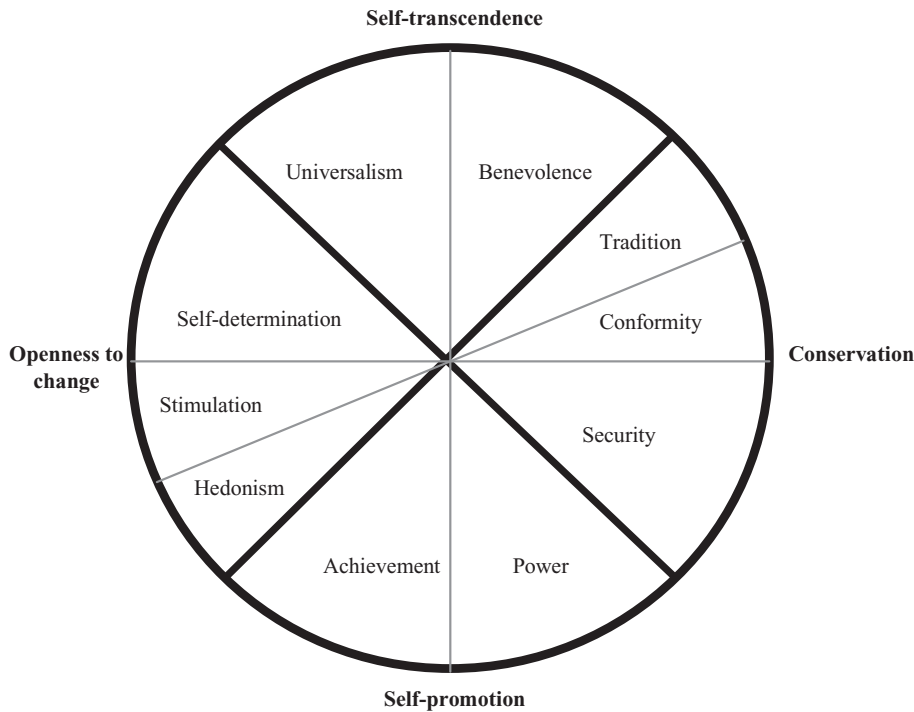 Self-transcendence
Universalism
Benevolence
Tradition
Self-determination
Conformity
Openness to
change
Conservation
Stimulation
Security
Hedonism
Achievement
Power
Self-promotion